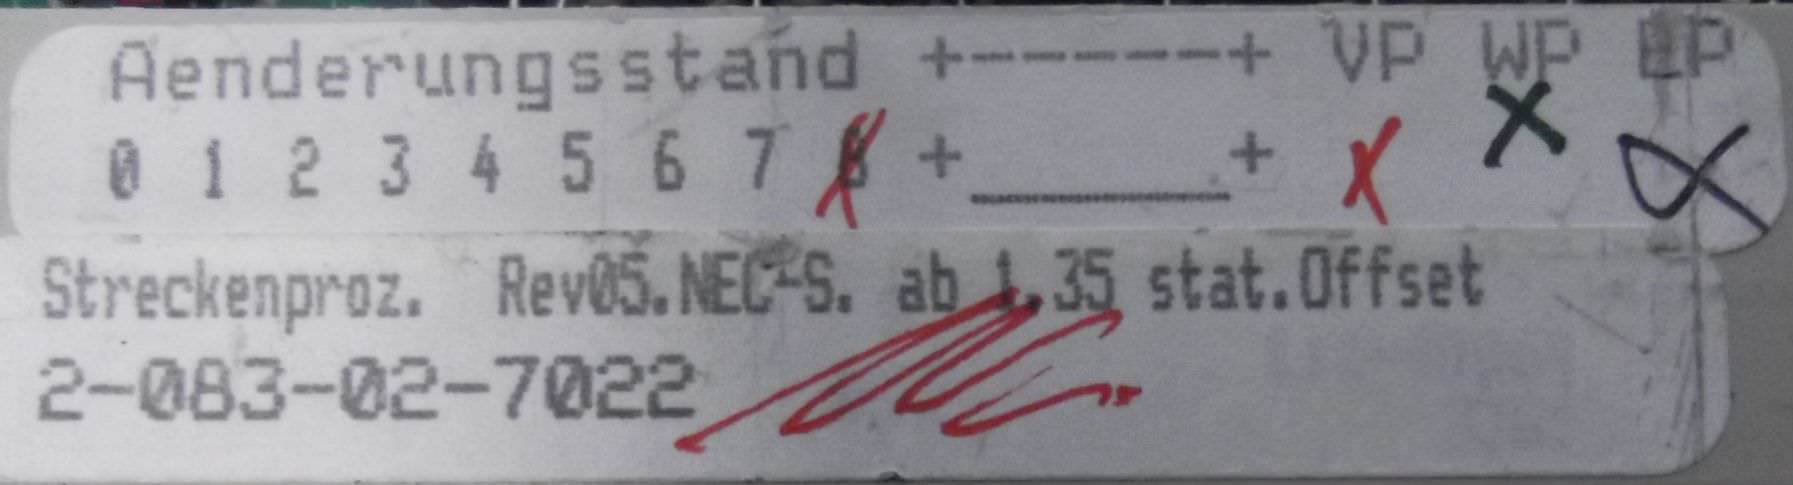 Aenderungsstand +-----+ VP WP EP
0 1 2 3 4 5 6 7 8 +______+
Streckenproz. Rev05.NEC-S. ab 1.35 stat.Offset
2-083-02-7022